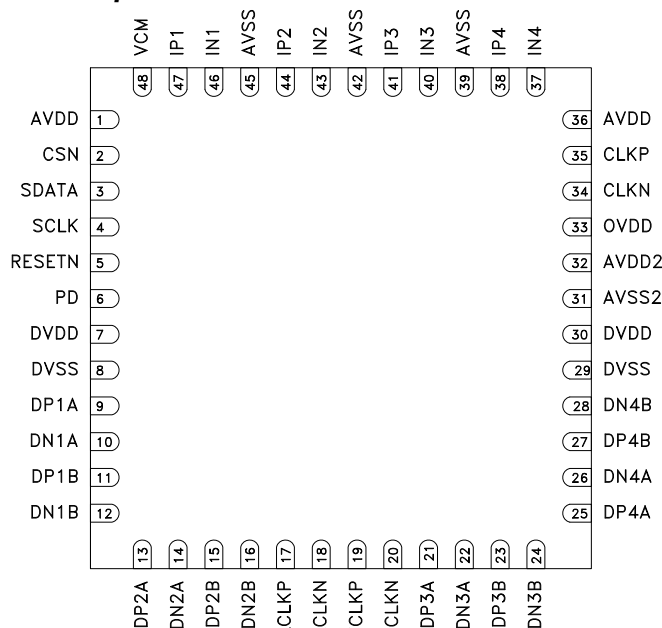 VCM
IP1
IN1
AVSS
IP2
IN2
AVSS
IP3
IN3
AVSS
IP4
IN4
48
47
46
45
44
43
42
41
40
39
38
37
AVDD 1
36 AVDD
CSN 2
35 CLKP
SDATA 3
34 CLKN
SCLK 4
33 OVDD
RESETN 5
32 AVDD2
PD 6
31 AVSS2
DVDD 7
30 DVDD
DVSS 8
29 DVSS
DP1A 9
28 DN4B
DN1A 10
27 DP4B
DP1B 11
26 DN4A
DN1B 12
25 DP4A
13
14
15
16
17
18
19
20
21
22
23
24
DP2A
DN2A
DP2B
DN2B
CLKP
CLKN
CLKP
CLKN
DP3A
DN3A
DP3B
DN3B